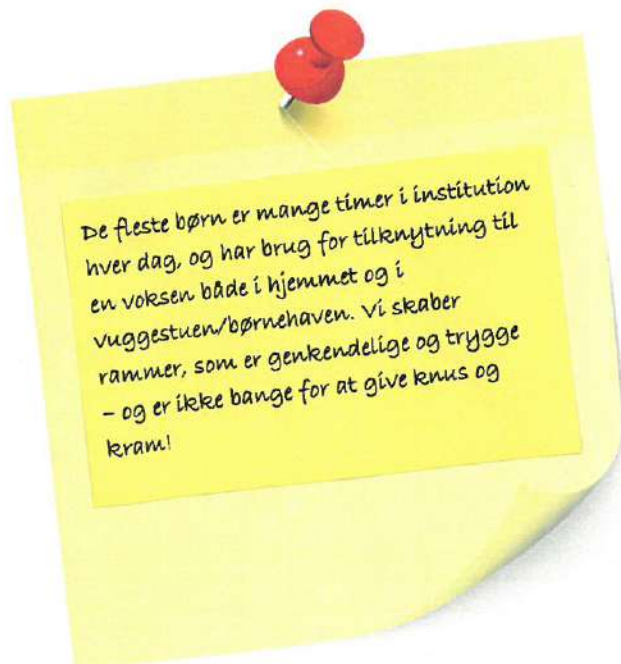 De fleste børn er mange timer i institution
hver dag, og har brug for tilknytning til
en voksen både i hjemmet og i
vuggestuen/børnehaven. Vi skaber
rammer, som er genkendelige og trygge
– og er ikke bange for at give knus og
kram!